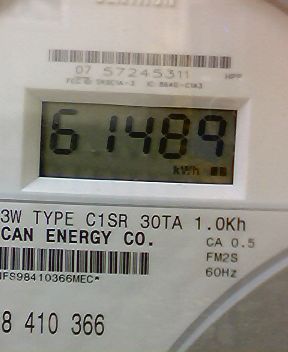 07 57245311 HPP
61489
kWh
3W TYPE C1SR 30TA 1.0Kh
CAN ENERGY CO.
CA 0.5
FM2S
60Hz
8 410 366